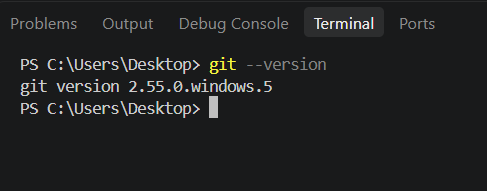 Problems Output Debug Console Terminal Ports
PS C:\Users\Desktop> git --version
git version 2.55.0.windows.5
PS C:\Users\Desktop>